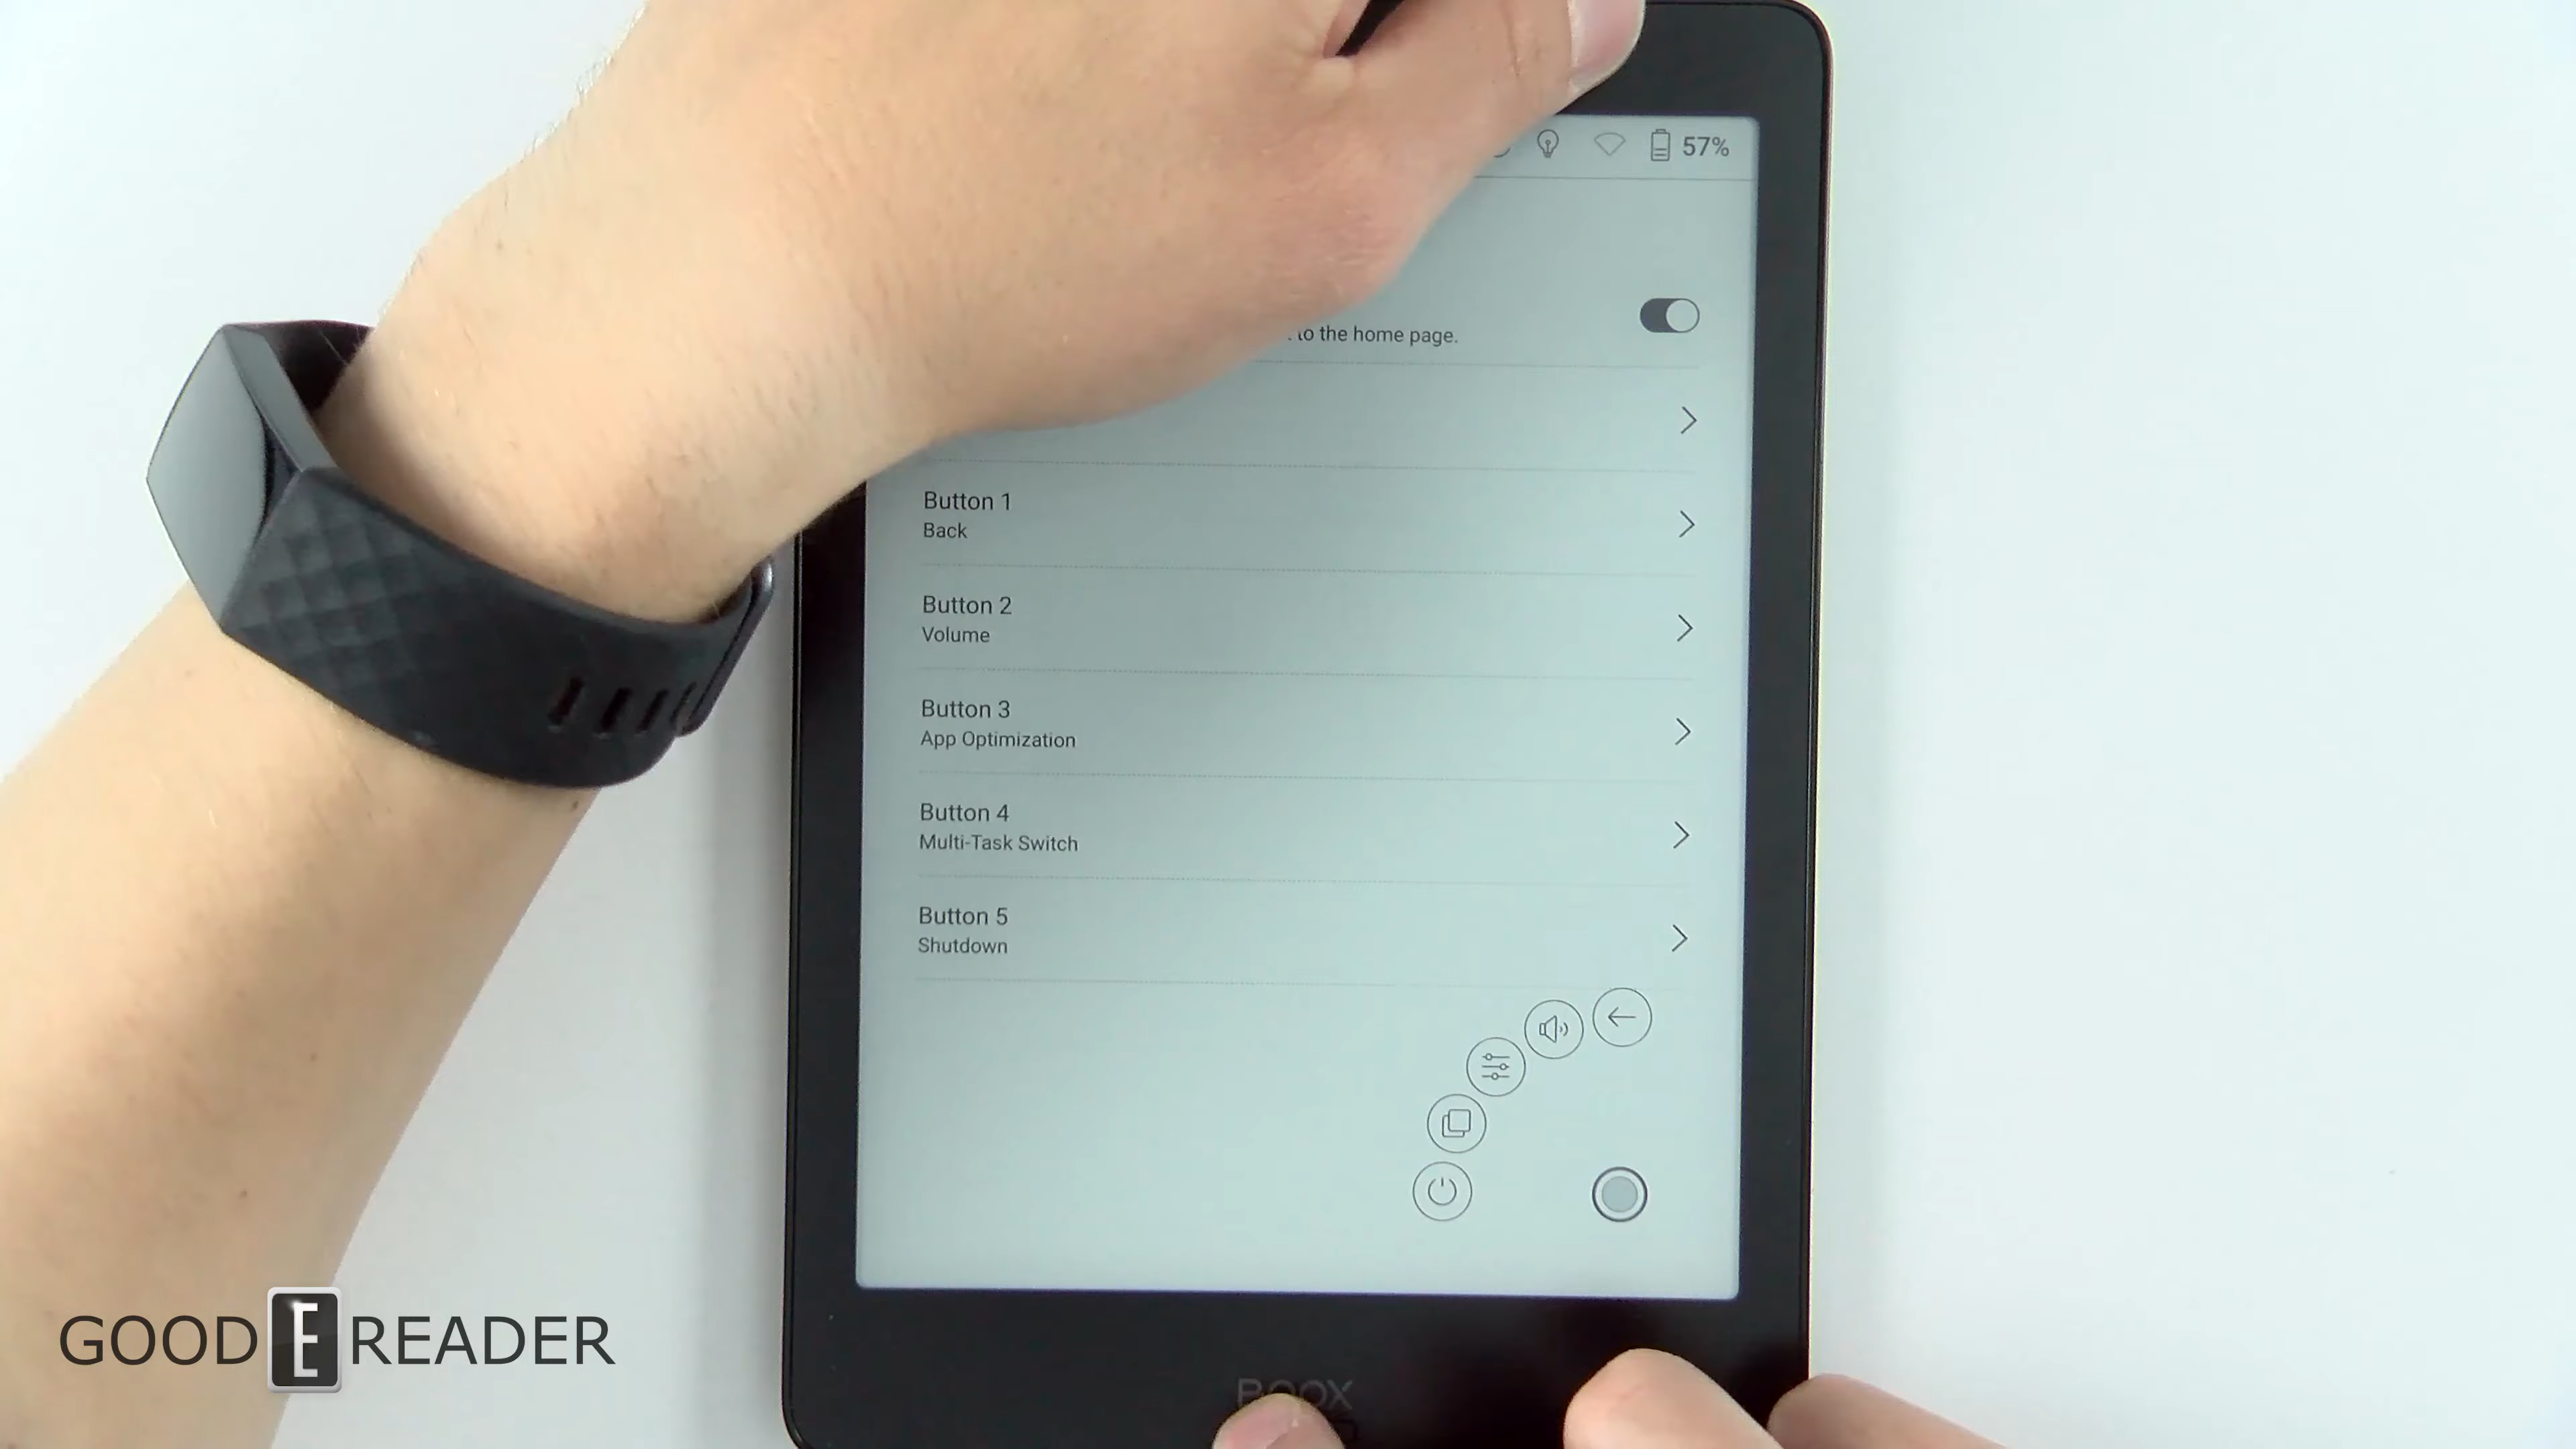 57%
to the home page.
Button 1
Back
Button 2
Volume
Button 3
App Optimization
Button 4
Multi-Task Switch
Button 5
Shutdown
BOOX
GOOD E READER